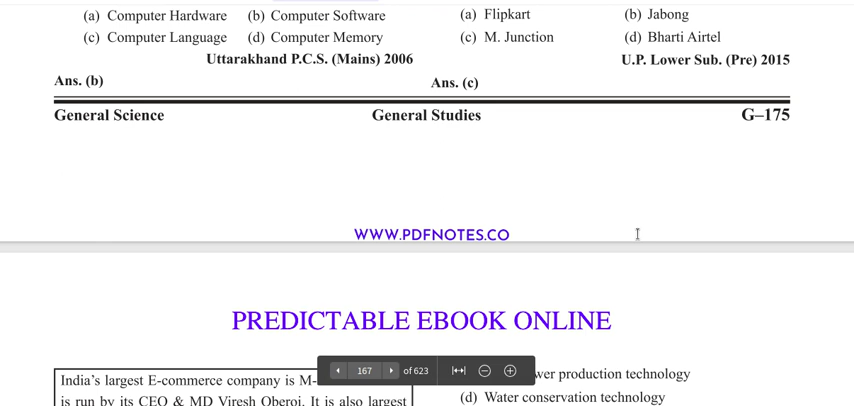 (a) Computer Hardware (b) Computer Software
(c) Computer Language (d) Computer Memory
Uttarakhand P.C.S. (Mains) 2006
Ans. (b)
(a) Flipkart (b) Jabong
(c) M. Junction (d) Bharti Airtel
U.P. Lower Sub. (Pre) 2015
Ans. (c)
General Science General Studies G–175
WWW.PDFNOTES.CO
PREDICTABLE EBOOK ONLINE
India's largest E-commerce company is M-
is run by its CEO & MD Viresh Oberoi. It is also largest
production technology
(d) Water conservation technology
167 of 623